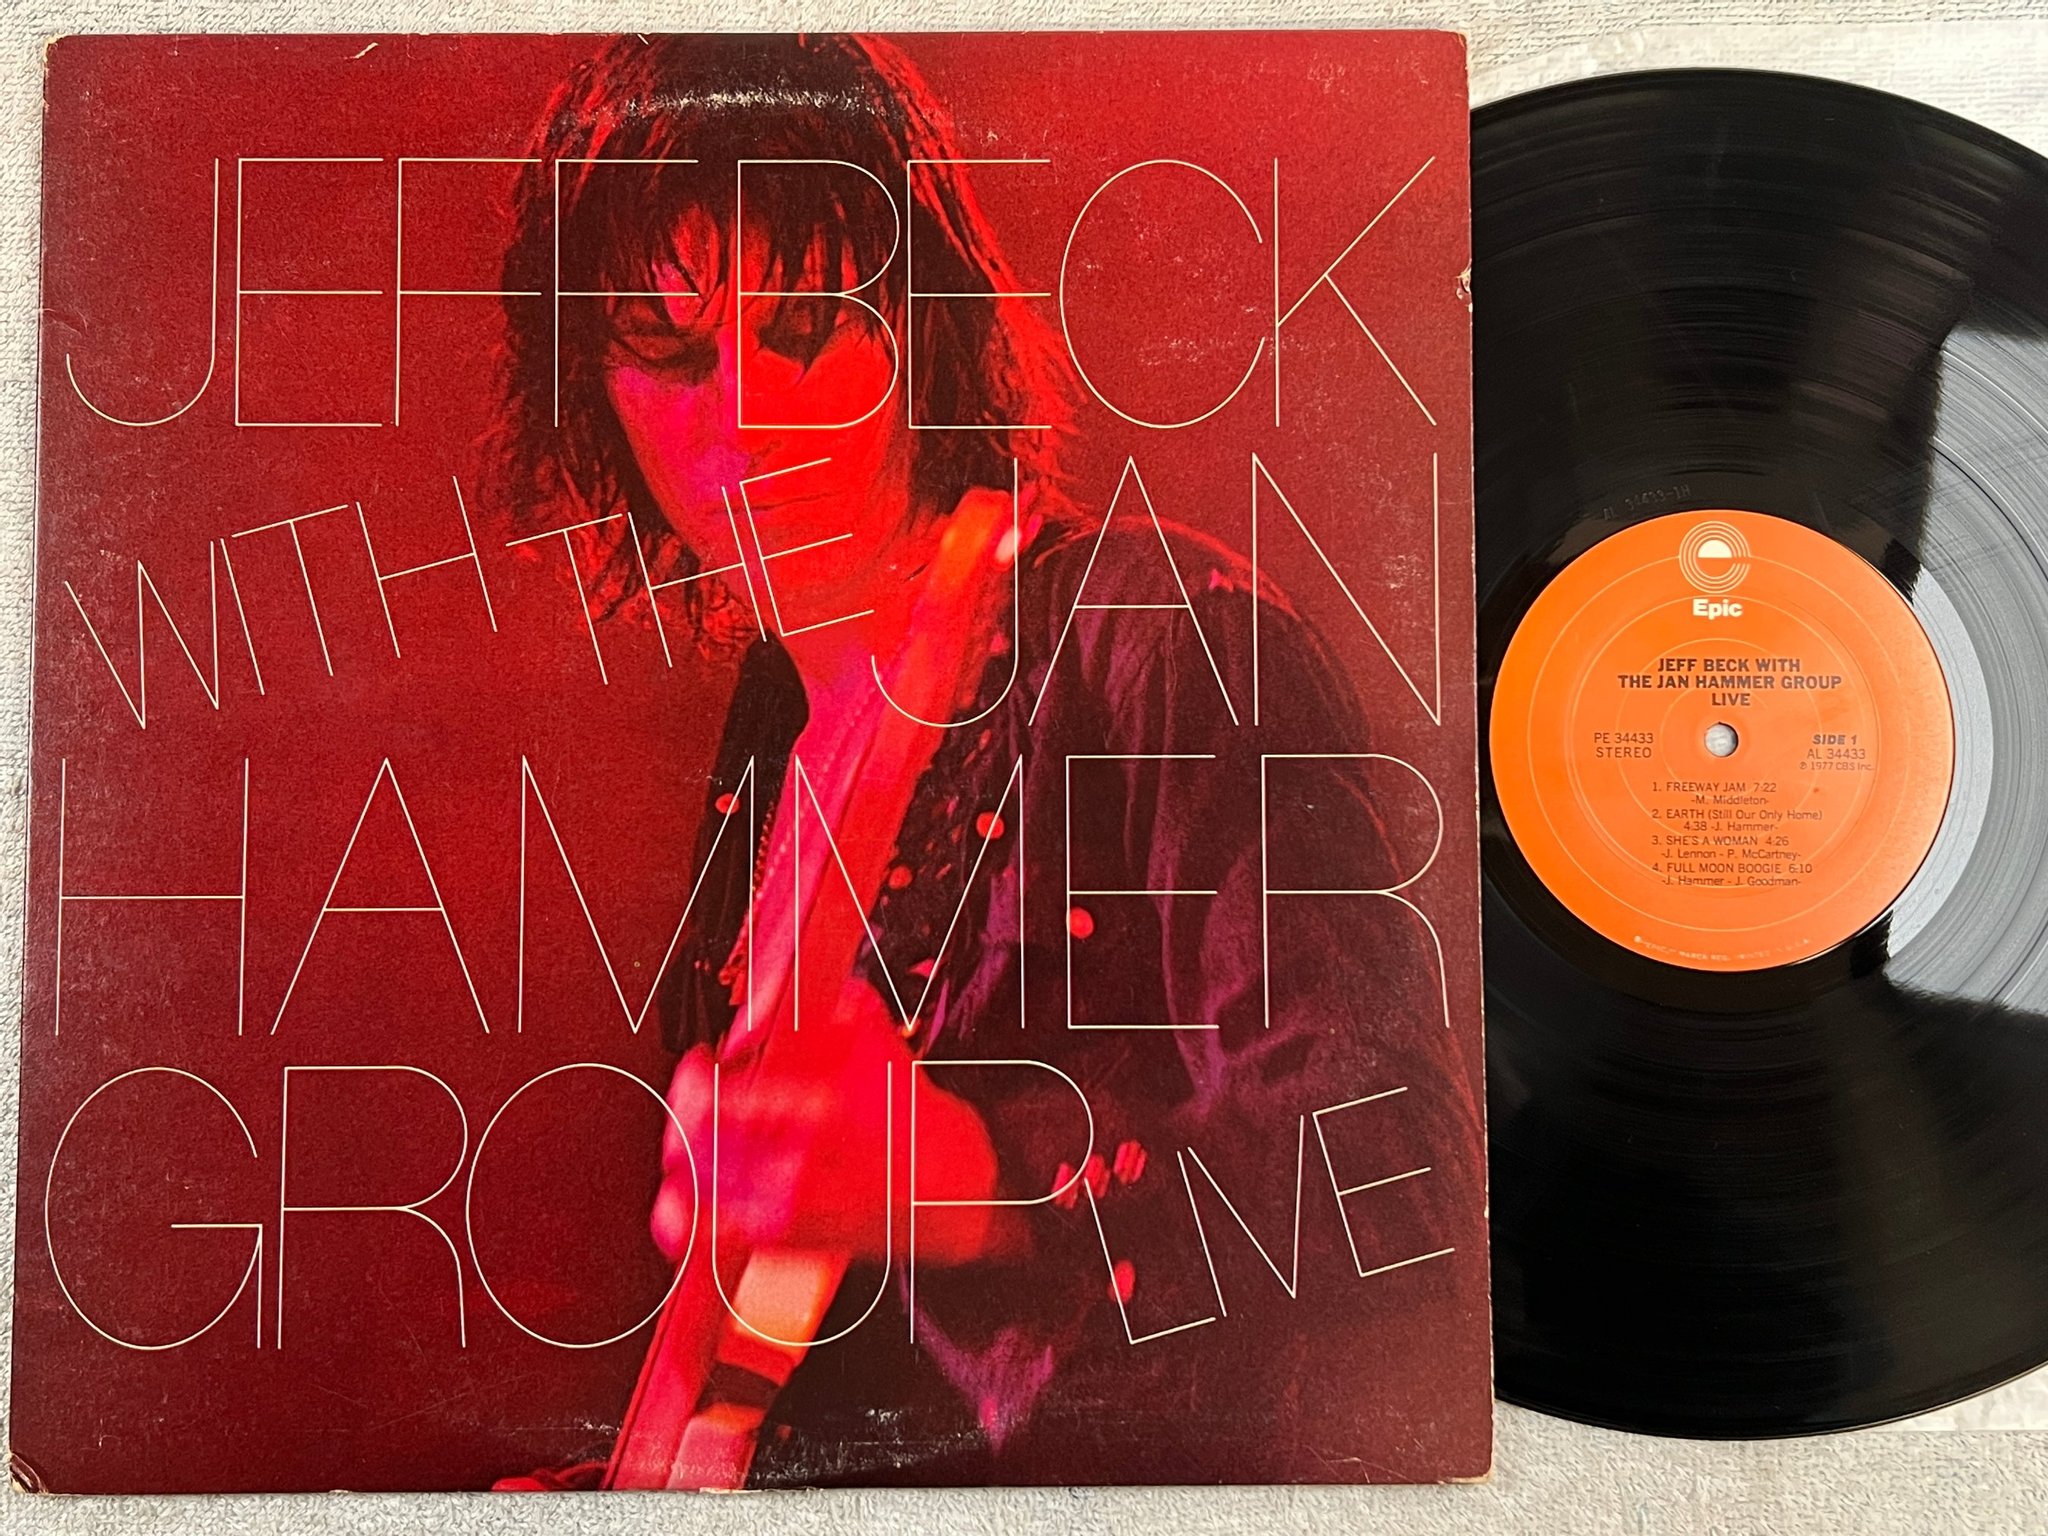 JEFF BECK
WITH THE JAN
HAMMER
GROUP LIVE
AL 34433-1H
Epic
JEFF BECK WITH
THE JAN HAMMER GROUP
LIVE
PE 34433
STEREO
SIDE 1
AL 34433
℗ 1977 CBS Inc.
1. FREEWAY JAM 7:22
-M. Middleton-
2. EARTH (Still Our Only Home)
4:38 -J. Hammer-
3. SHE'S A WOMAN 4:26
-J. Lennon - P. McCartney-
4. FULL MOON BOOGIE 6:10
-J. Hammer - J. Goodman-